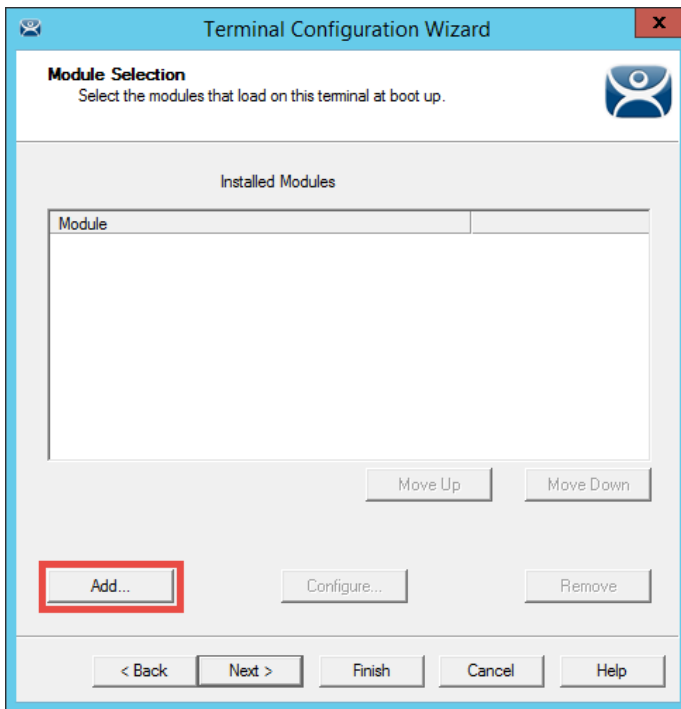 Terminal Configuration Wizard
x
Module Selection
Select the modules that load on this terminal at boot up.
Installed Modules
Module
Move Up Move Down
Add... Configure... Remove
< Back Next > Finish Cancel Help